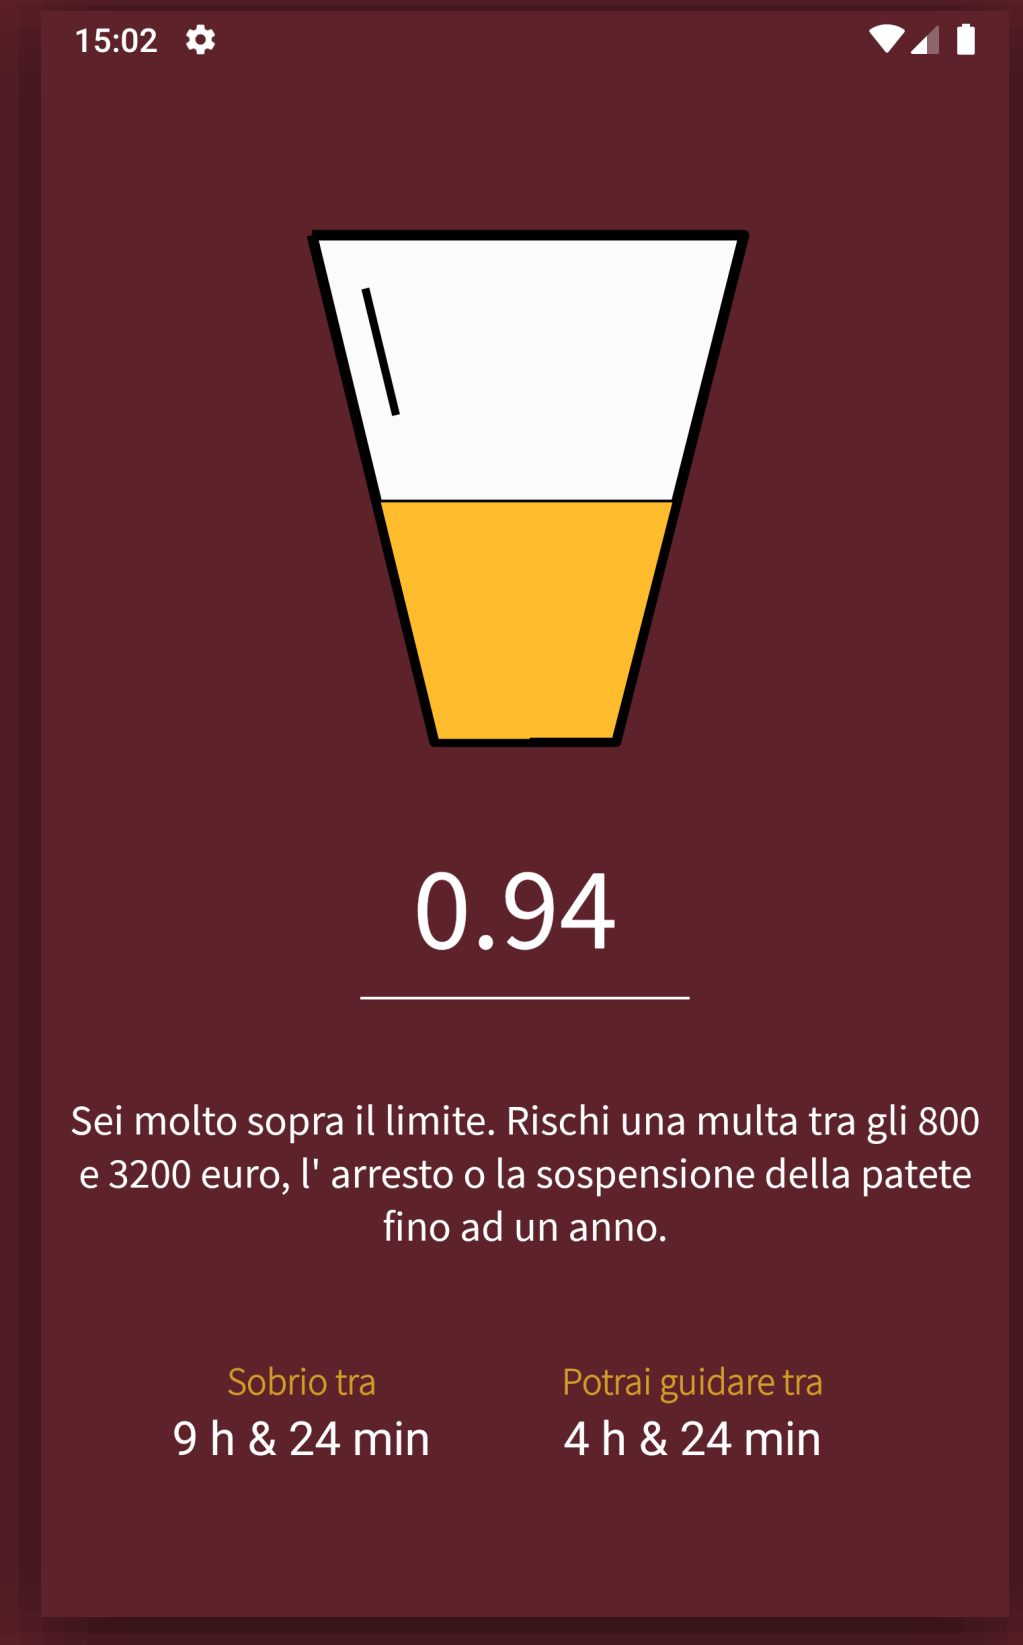 15:02
0.94
Sei molto sopra il limite. Rischi una multa tra gli 800
e 3200 euro, l' arresto o la sospensione della patete
fino ad un anno.
Sobrio tra
9 h & 24 min
Potrai guidare tra
4 h & 24 min